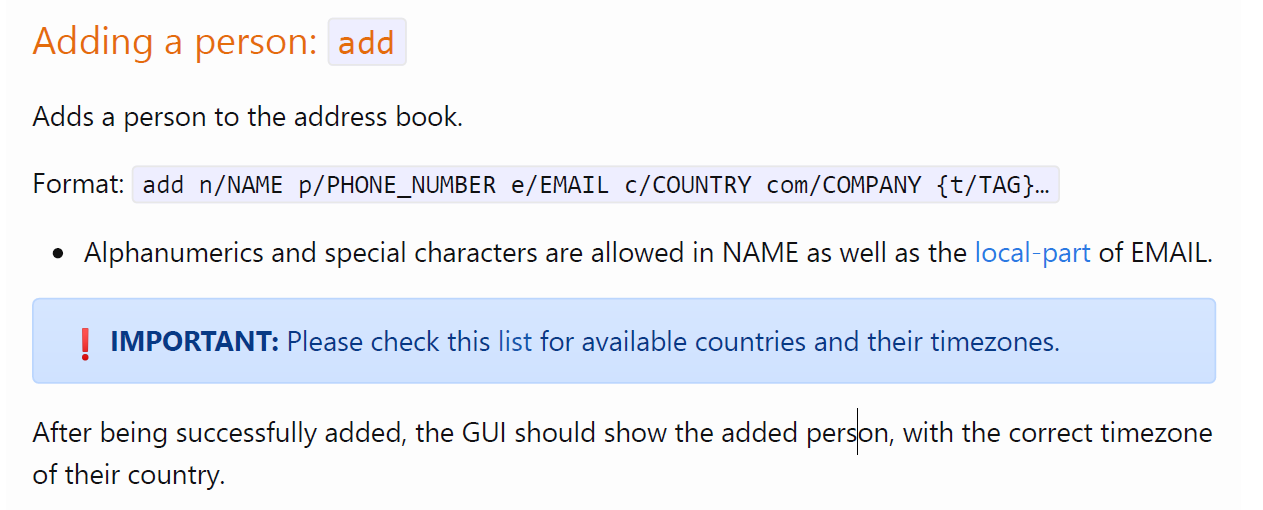 Adding a person: add
Adds a person to the address book.
Format: add n/NAME p/PHONE_NUMBER e/EMAIL c/COUNTRY com/COMPANY {t/TAG}…
• Alphanumerics and special characters are allowed in NAME as well as the local-part of EMAIL.
❗ IMPORTANT: Please check this list for available countries and their timezones.
After being successfully added, the GUI should show the added person, with the correct timezone
of their country.